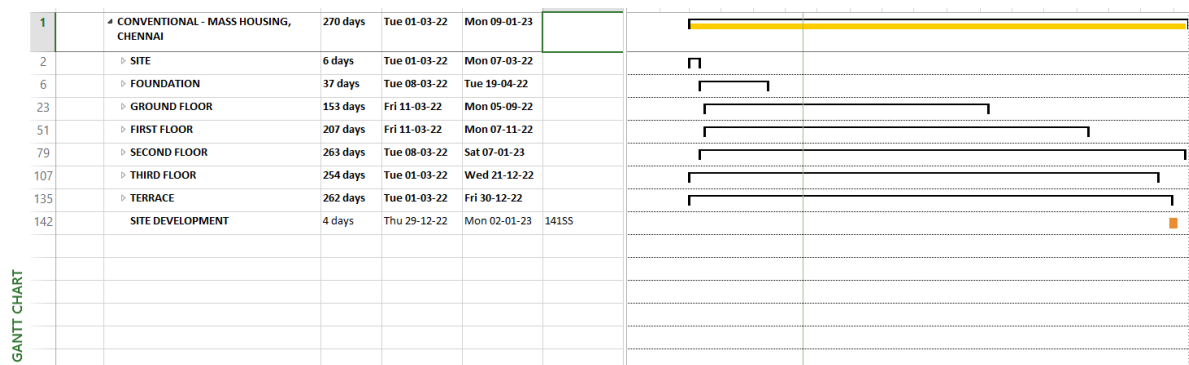 1 CONVENTIONAL - MASS HOUSING, CHENNAI 270 days Tue 01-03-22 Mon 09-01-23
2 SITE 6 days Tue 01-03-22 Mon 07-03-22
6 FOUNDATION 37 days Tue 08-03-22 Tue 19-04-22
23 GROUND FLOOR 153 days Fri 11-03-22 Mon 05-09-22
51 FIRST FLOOR 207 days Fri 11-03-22 Mon 07-11-22
79 SECOND FLOOR 263 days Tue 08-03-22 Sat 07-01-23
107 THIRD FLOOR 254 days Tue 01-03-22 Wed 21-12-22
135 TERRACE 262 days Tue 01-03-22 Fri 30-12-22
142 SITE DEVELOPMENT 4 days Thu 29-12-22 Mon 02-01-23 141SS
GANTT CHART